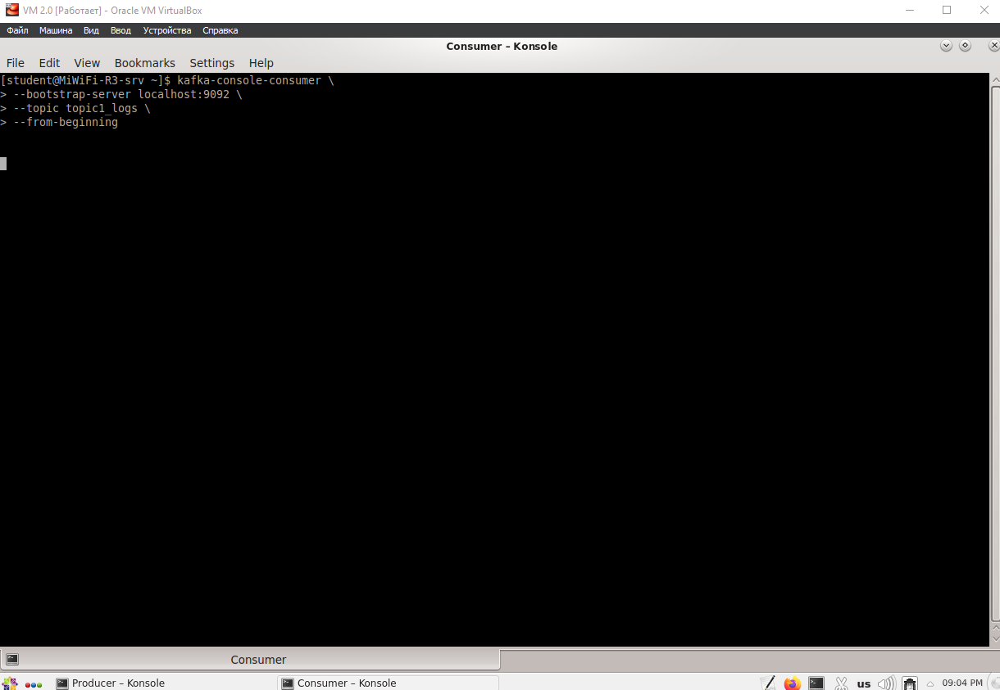 VM 2.0 [Работает] - Oracle VM VirtualBox
Файл Машина Вид Ввод Устройства Справка
Consumer – Konsole
File Edit View Bookmarks Settings Help
[student@MiWiFi-R3-srv ~]$ kafka-console-consumer \
> --bootstrap-server localhost:9092 \
> --topic topic1_logs \
> --from-beginning
Consumer
Producer – Konsole Consumer – Konsole us 09:04 PM